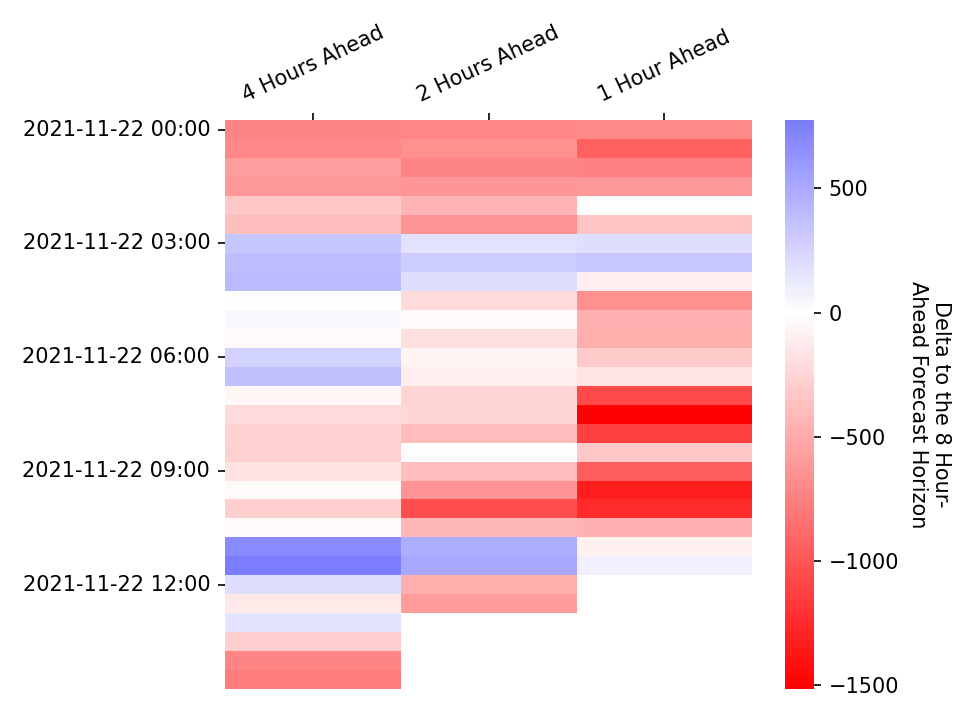 4 Hours Ahead
2 Hours Ahead
1 Hour Ahead
2021-11-22 00:00
2021-11-22 03:00
2021-11-22 06:00
2021-11-22 09:00
2021-11-22 12:00
500
0
−500
−1000
−1500
Delta to the 8 Hour-
Ahead Forecast Horizon